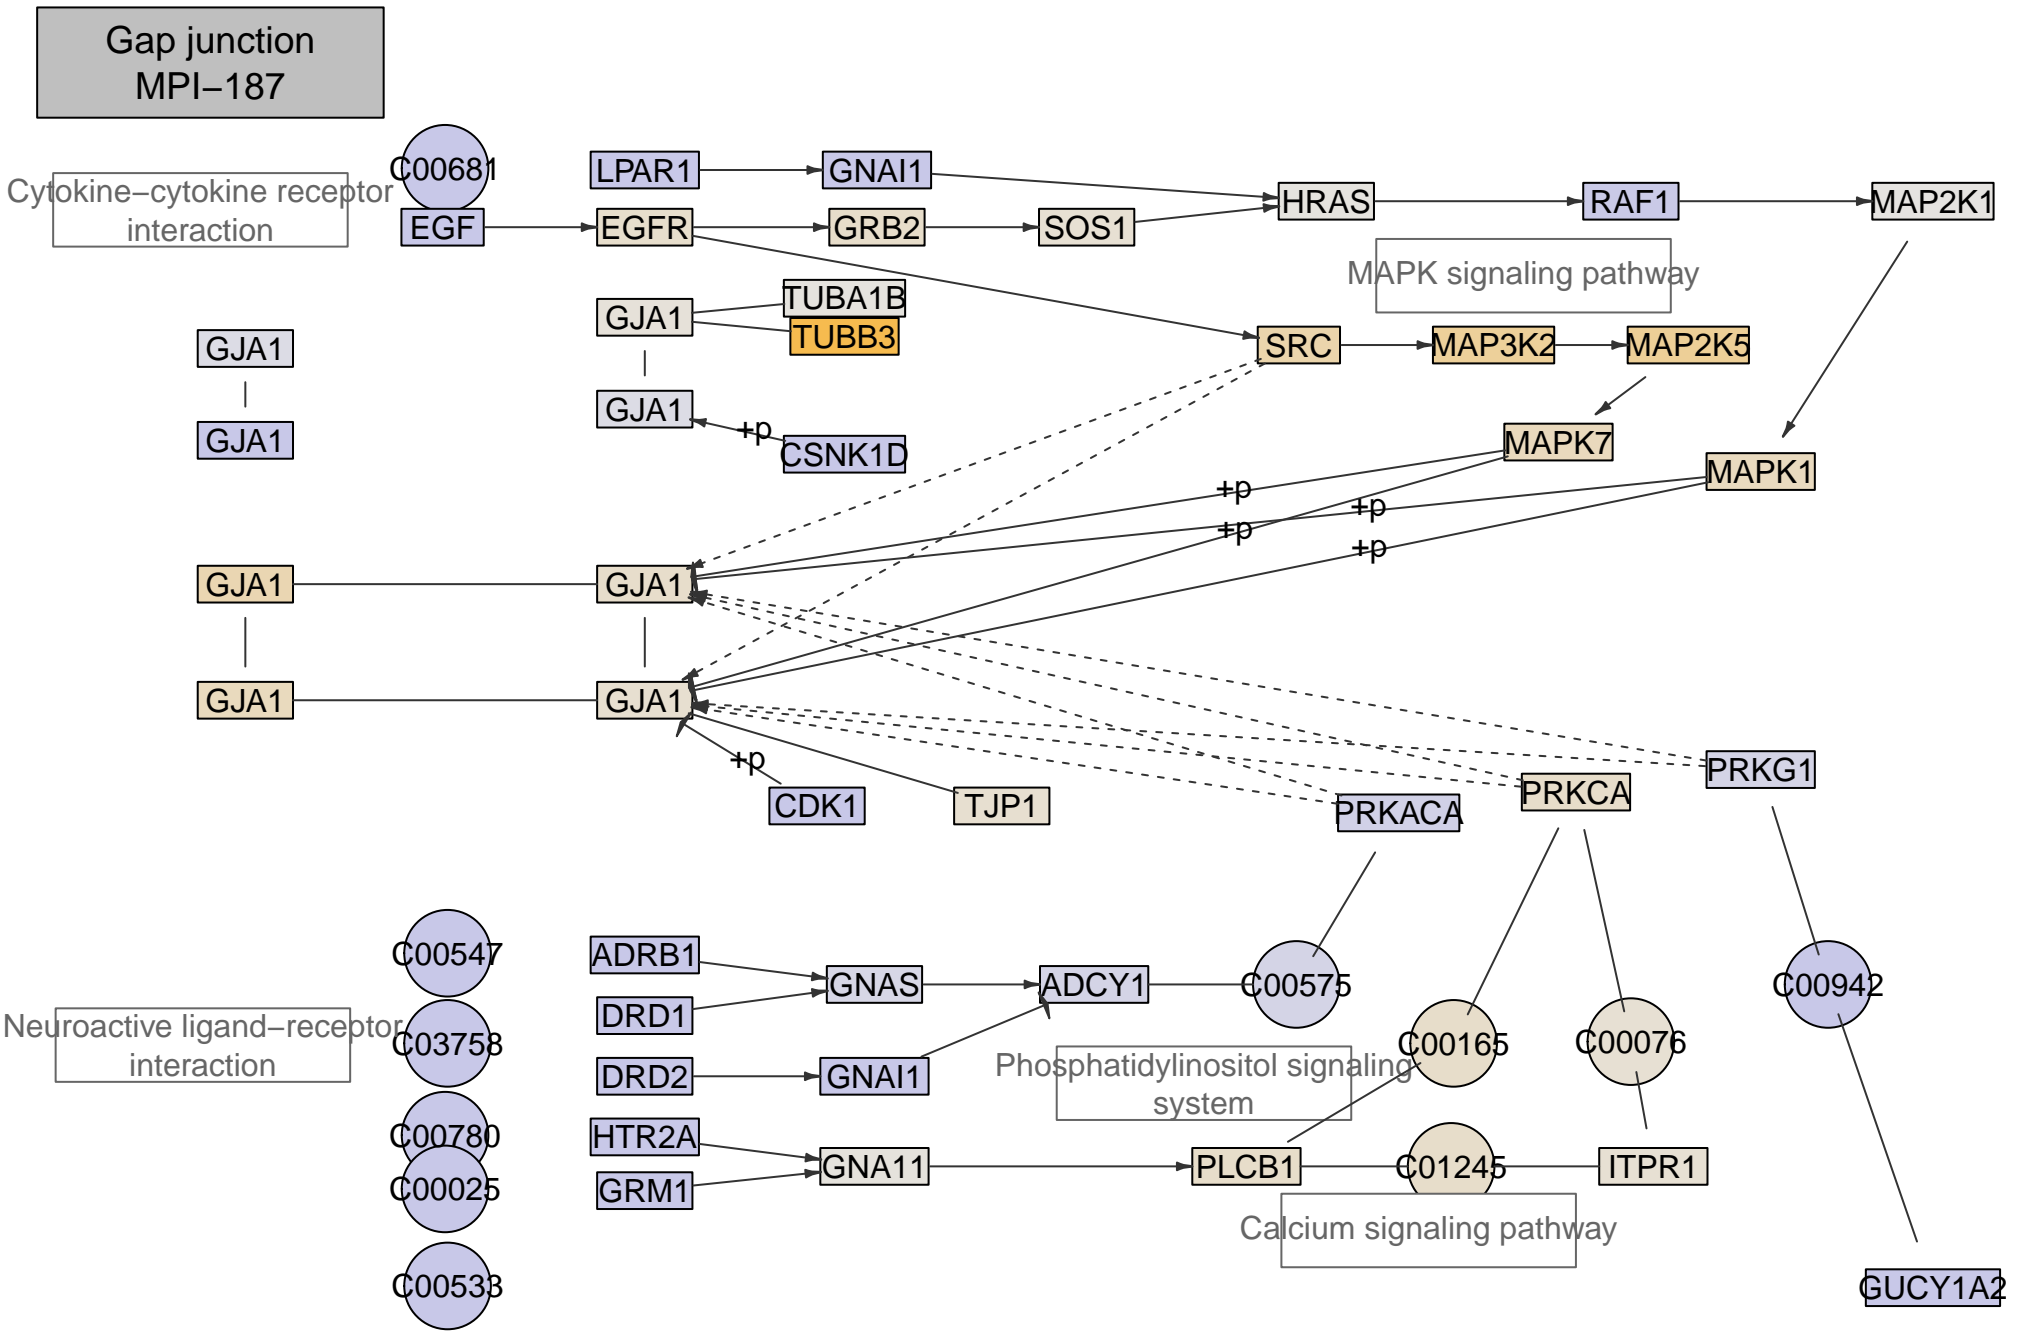 Gap junction
MPI−187
C00681
Cytokine−cytokine receptor
interaction
LPAR1
GNAI1
HRAS
RAF1
MAP2K1
EGF
EGFR
GRB2
SOS1
MAPK signaling pathway
GJA1
TUBA1B
TUBB3
GJA1
SRC
MAP3K2
MAP2K5
GJA1
+p
CSNK1D
GJA1
MAPK7
MAPK1
+p
+p
+p
+p
GJA1
GJA1
GJA1
GJA1
+p
CDK1
TJP1
PRKACA
PRKCA
PRKG1
C00547
ADRB1
GNAS
ADCY1
C00575
C00942
DRD1
Neuroactive ligand−receptor
interaction
C03758
C00165
C00076
DRD2
GNAI1
Phosphatidylinositol signaling
system
C00780
HTR2A
GNA11
PLCB1
C01245
ITPR1
C00025
GRM1
Calcium signaling pathway
C00533
GUCY1A2